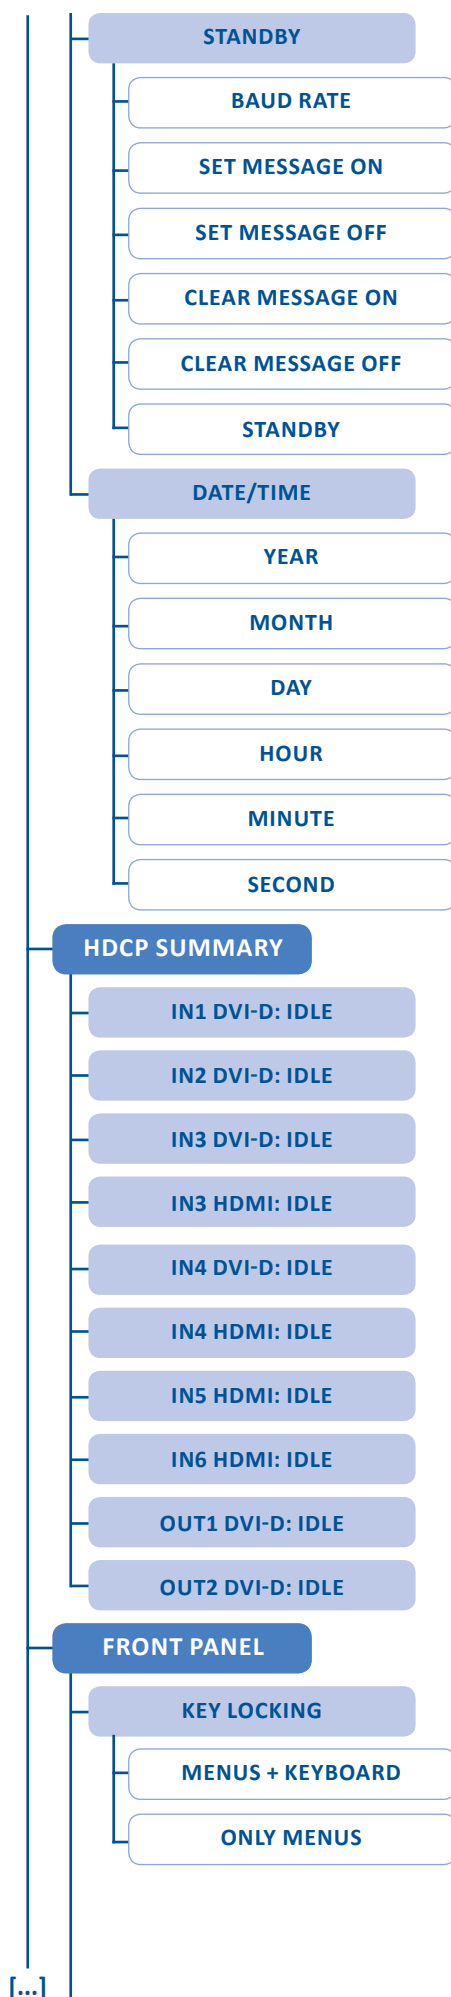 STANDBY
BAUD RATE
SET MESSAGE ON
SET MESSAGE OFF
CLEAR MESSAGE ON
CLEAR MESSAGE OFF
STANDBY
DATE/TIME
YEAR
MONTH
DAY
HOUR
MINUTE
SECOND
HDCP SUMMARY
IN1 DVI-D: IDLE
IN2 DVI-D: IDLE
IN3 DVI-D: IDLE
IN3 HDMI: IDLE
IN4 DVI-D: IDLE
IN4 HDMI: IDLE
IN5 HDMI: IDLE
IN6 HDMI: IDLE
OUT1 DVI-D: IDLE
OUT2 DVI-D: IDLE
FRONT PANEL
KEY LOCKING
MENUS + KEYBOARD
ONLY MENUS
[...]